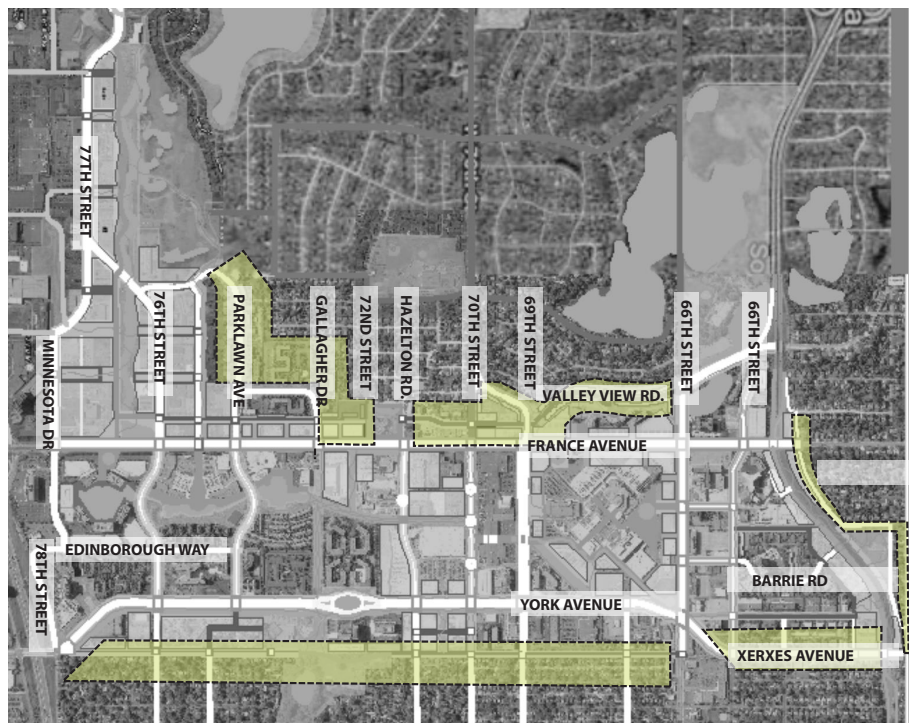 77TH STREET
76TH STREET
PARKLAWN AVE
GALLAGHER DR.
72ND STREET
HAZELTON RD.
70TH STREET
69TH STREET
66TH STREET
66TH STREET
VALLEY VIEW RD.
MINNESOTA DR
FRANCE AVENUE
78TH STREET
EDINBOROUGH WAY
BARRIE RD
YORK AVENUE
XERXES AVENUE